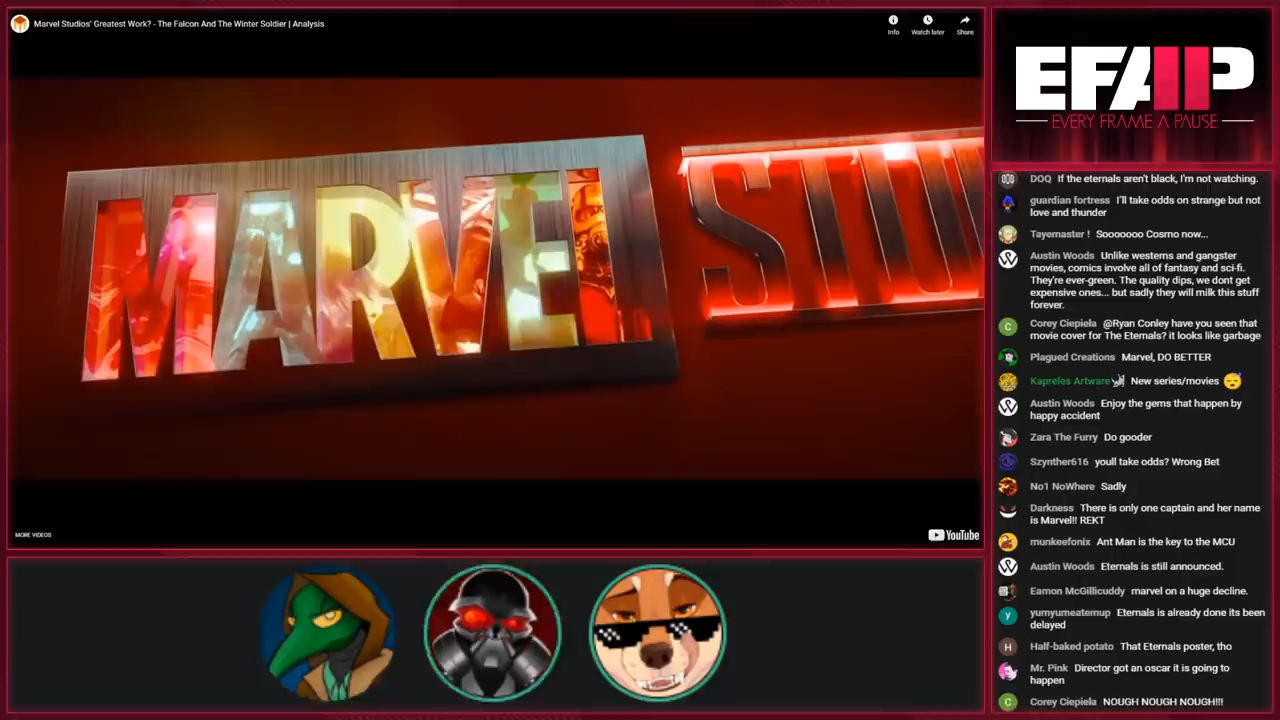 Marvel Studios' Greatest Work? - The Falcon And The Winter Soldier | Analysis
Info
Watch later
Share
MARVEL STU
MORE VIDEOS
YouTube
EFAP
EVERY FRAME A PAUSE
DOQ If the eternals aren't black, I'm not watching.
guardian fortress I'll take odds on strange but not
love and thunder
Tayemaster ! Sooooooo Cosmo now...
Austin Woods Unlike westerns and gangster
movies, comics involve all of fantasy and sci-fi.
They're ever-green. The quality dips, we dont get
expensive ones... but sadly they will milk this stuff
forever.
Corey Ciepiela @Ryan Conley have you seen that
movie cover for The Eternals? it looks like garbage
Plagued Creations Marvel, DO BETTER
Kapreles Artware New series/movies 😴
Austin Woods Enjoy the gems that happen by
happy accident
Zara The Furry Do gooder
Szynther616 youll take odds? Wrong Bet
No1 NoWhere Sadly
Darkness There is only one captain and her name
is Marvel!! REKT
munkeefonix Ant Man is the key to the MCU
Austin Woods Eternals is still announced.
Eamon McGillicuddy marvel on a huge decline.
yumyumeatemup Eternals is already done its been
delayed
Half-baked potato That Eternals poster, tho
Mr. Pink Director got an oscar it is going to
happen
Corey Ciepiela NOUGH NOUGH NOUGH!!!